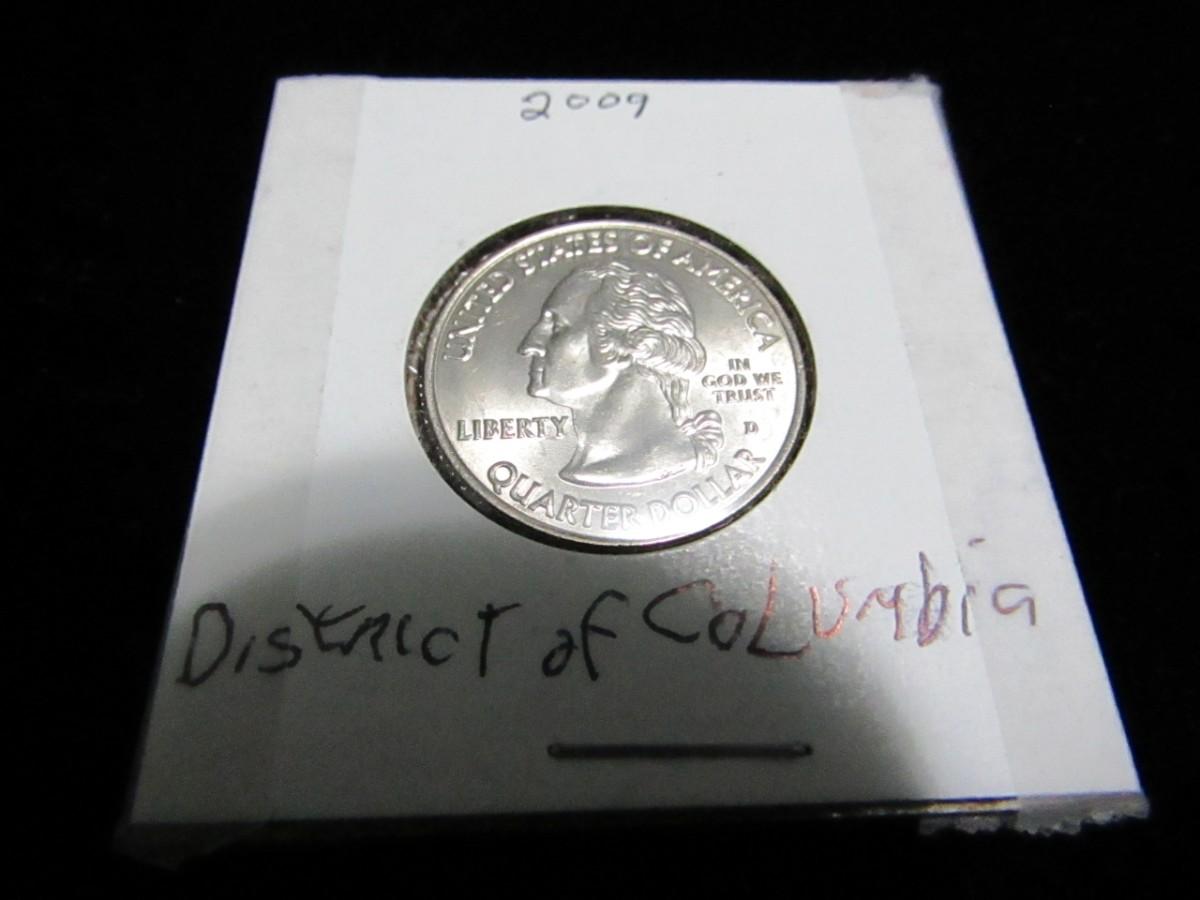 2009
UNITED STATES OF AMERICA
IN
GOD WE
TRUST
LIBERTY
D
QUARTER DOLLAR
District of Columbia